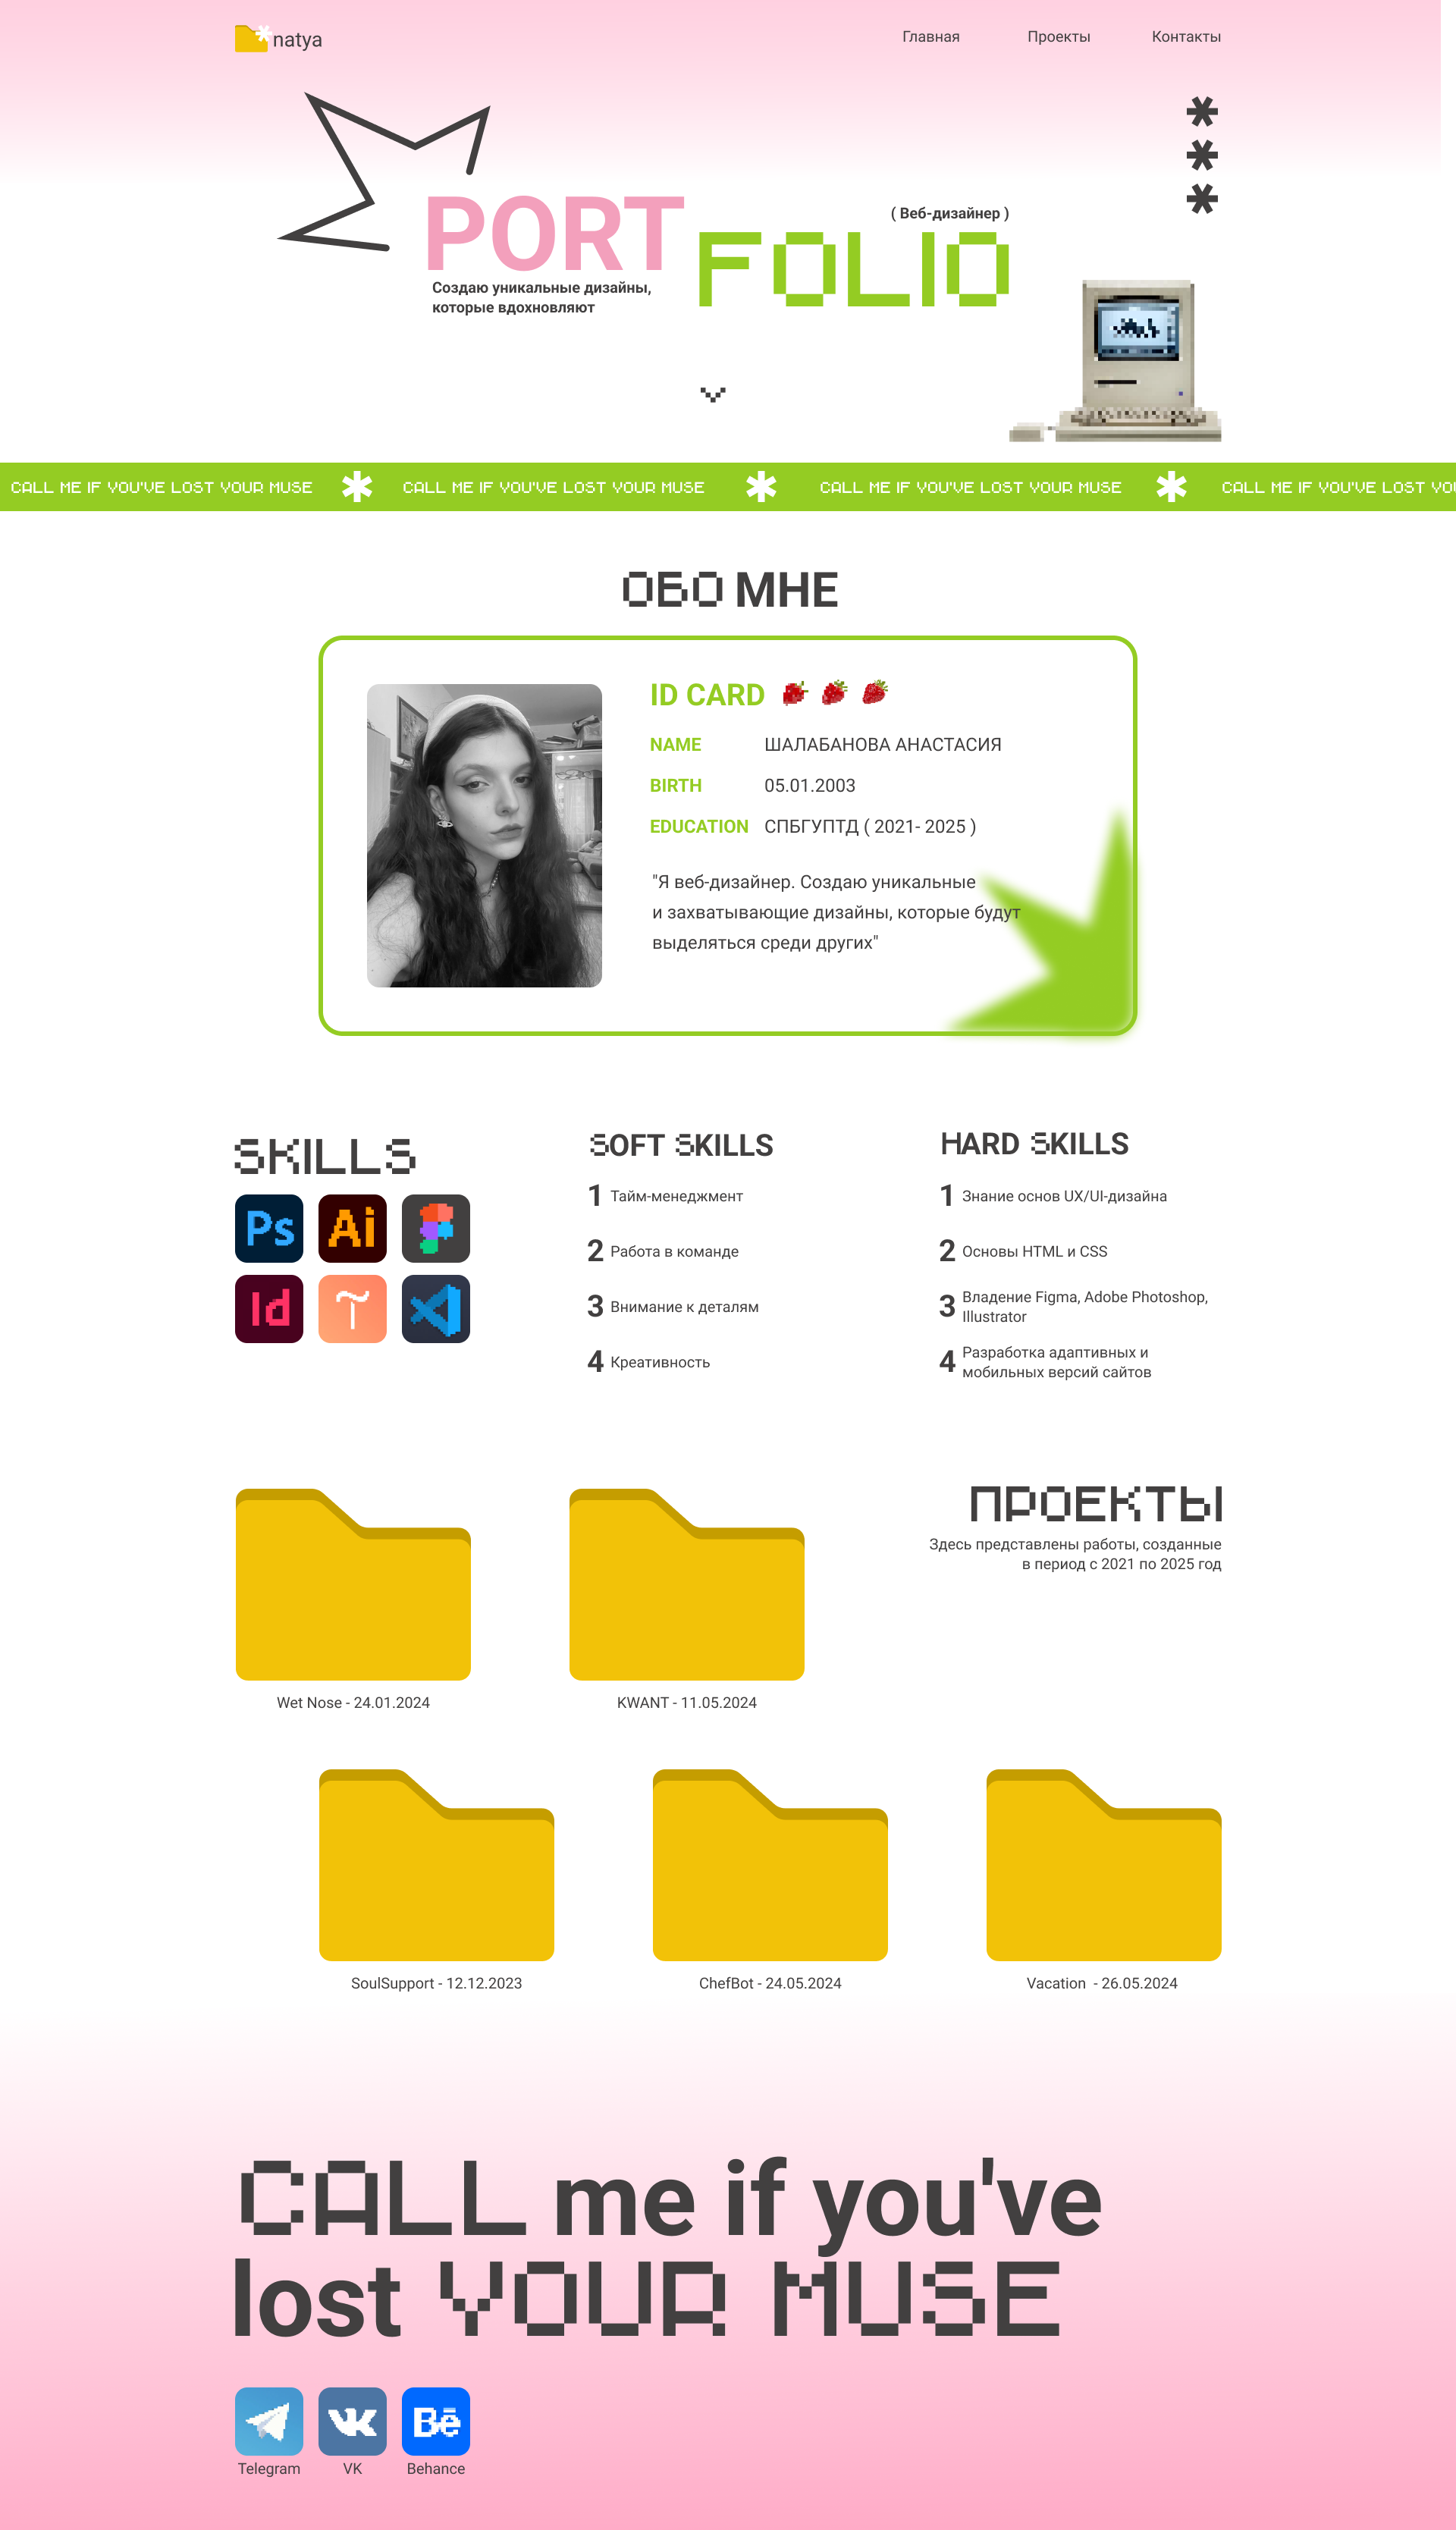 natya
Главная
Проекты
Контакты
( Веб-дизайнер )
PORT
FOLIO
Создаю уникальные дизайны,
которые вдохновляют
CALL ME IF YOU'VE LOST YOUR MUSE
CALL ME IF YOU'VE LOST YOUR MUSE
CALL ME IF YOU'VE LOST YOUR MUSE
CALL ME IF YOU'VE LOST YOU
ОБО МНЕ
ID CARD
NAME ШАЛАБАНОВА АНАСТАСИЯ
BIRTH 05.01.2003
EDUCATION СПБГУПТД ( 2021- 2025 )
"Я веб-дизайнер. Создаю уникальные
и захватывающие дизайны, которые будут
выделяться среди других"
SKILLS
Ps
Ai
Id
SOFT SKILLS
1 Тайм-менеджмент
2 Работа в команде
3 Внимание к деталям
4 Креативность
HARD SKILLS
1 Знание основ UX/UI-дизайна
2 Основы HTML и CSS
3 Владение Figma, Adobe Photoshop,
Illustrator
4 Разработка адаптивных и
мобильных версий сайтов
ПРОЕКТЫ
Здесь представлены работы, созданные
в период с 2021 по 2025 год
Wet Nose - 24.01.2024
KWANT - 11.05.2024
SoulSupport - 12.12.2023
ChefBot - 24.05.2024
Vacation - 26.05.2024
CALL me if you've
lost YOUR MUSE
VK
Bē
Telegram
VK
Behance